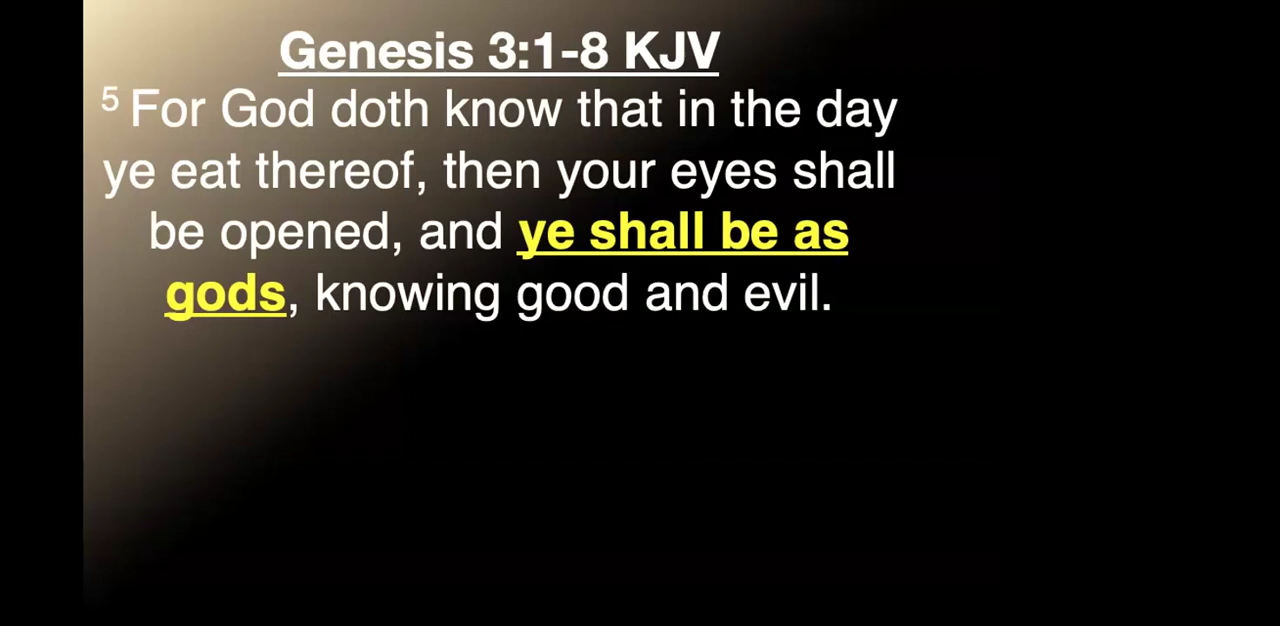 Genesis 3:1-8 KJV
5 For God doth know that in the day
ye eat thereof, then your eyes shall
be opened, and ye shall be as
gods, knowing good and evil.